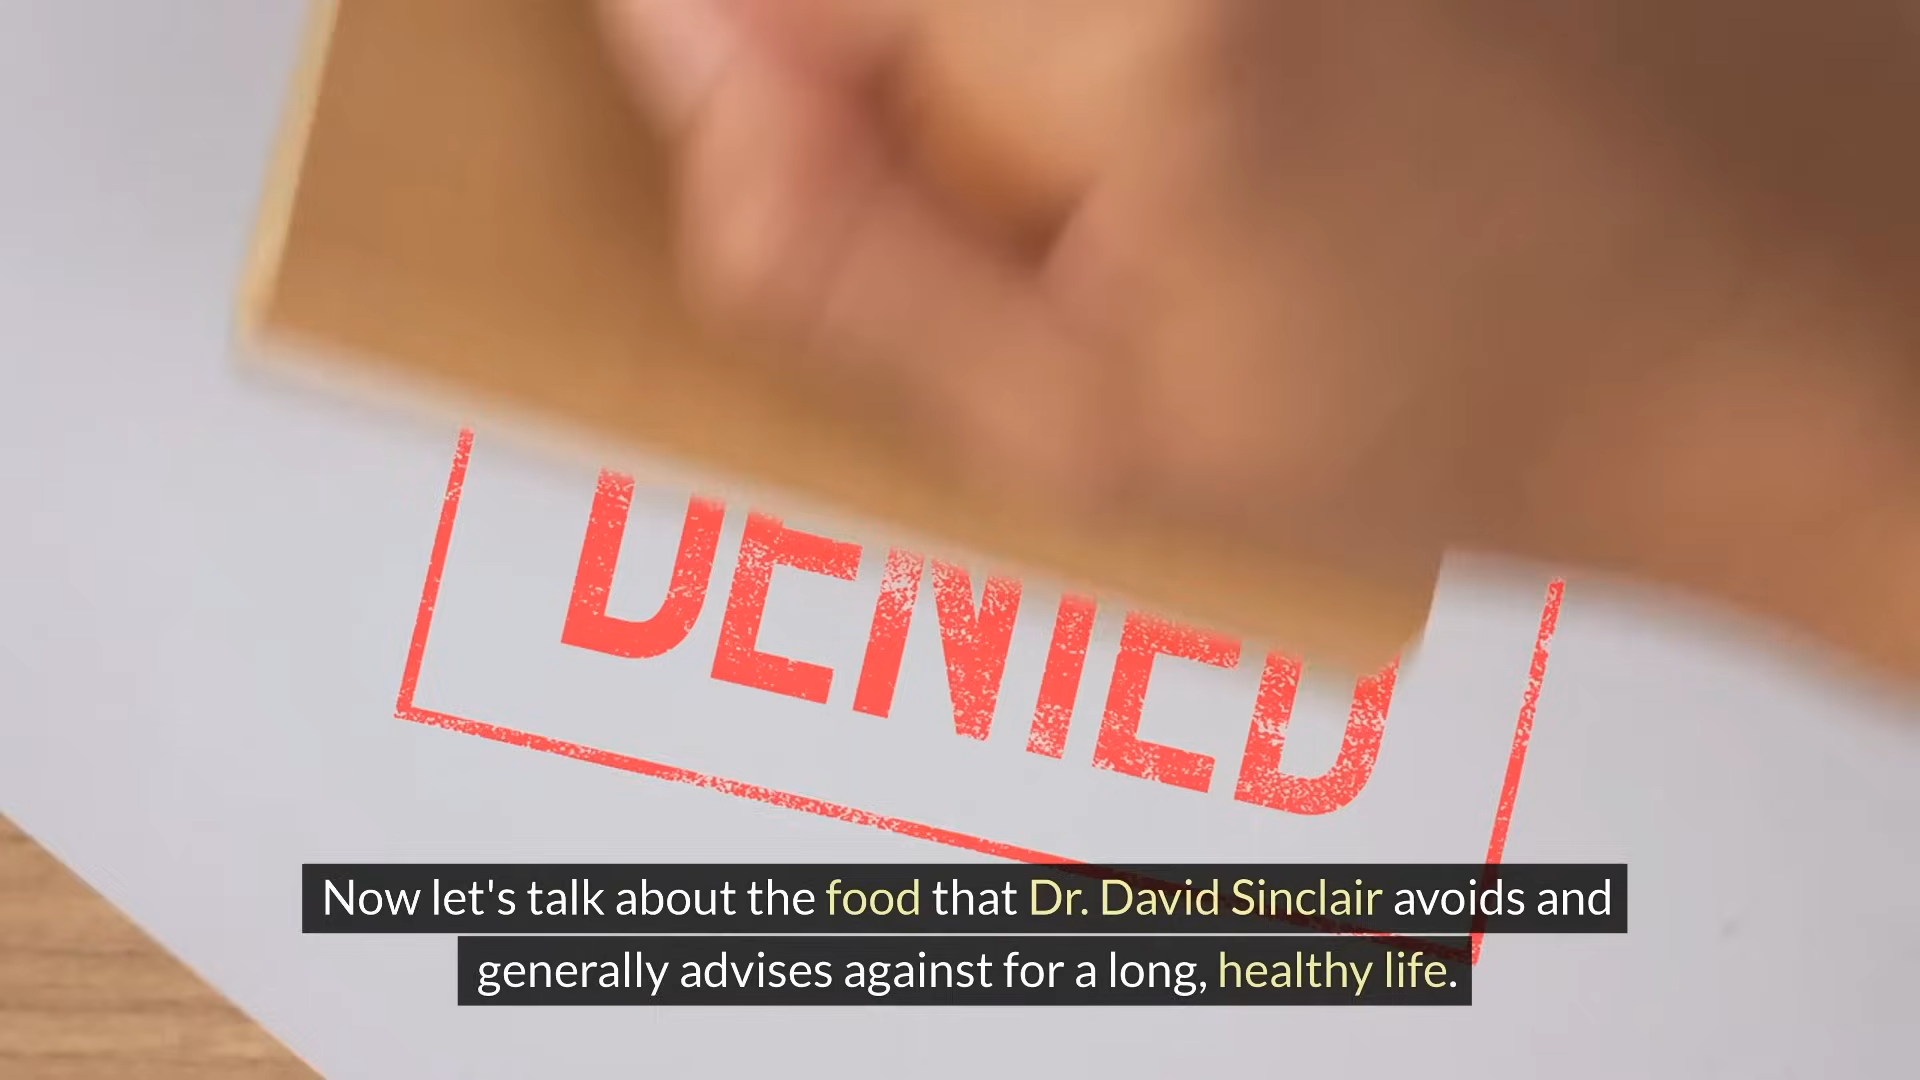 DENIED
Now let's talk about the food that Dr. David Sinclair avoids and
generally advises against for a long, healthy life.